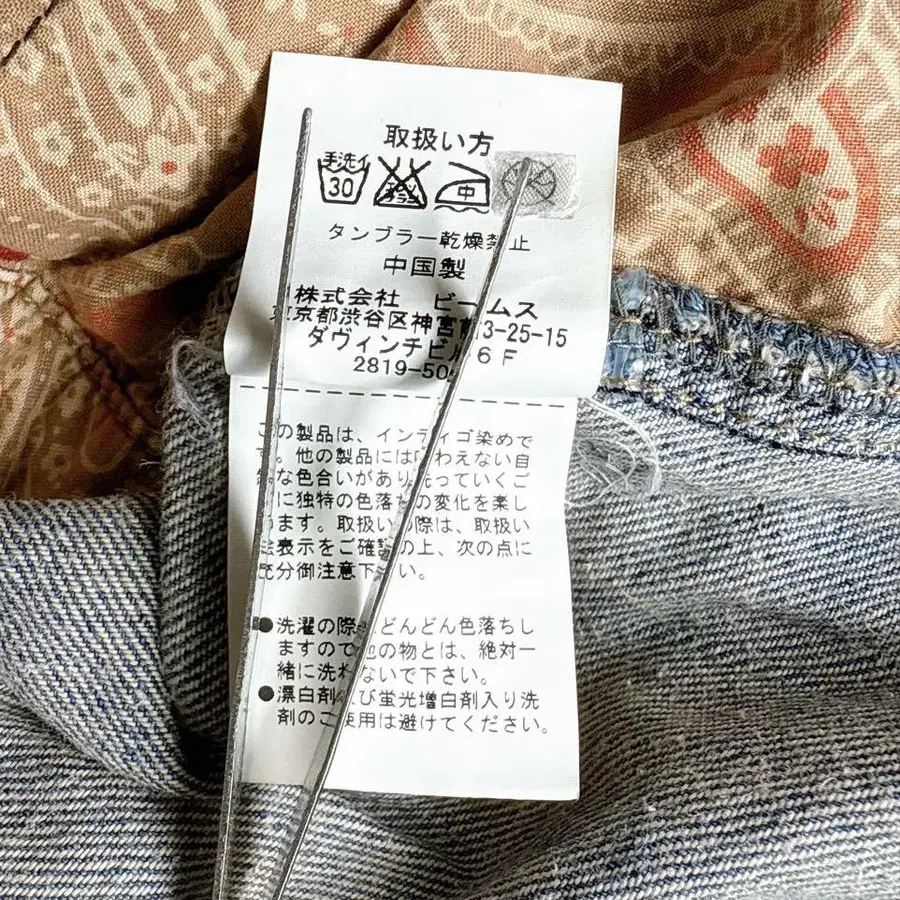 取扱い方
手洗イ
30
中
タンブラー乾燥禁止
中国製
株式会社 ビームス
東京都渋谷区神宮前3-25-15
ダヴィンチビル6F
2819-50
この製品は、インディゴ染めで
す。他の製品には味わえない自
然な色合いがあり洗っていくご
に独特の色落ちの変化を楽し
ます。取扱いの際は、取扱い
絵表示をご確認の上、次の点に
充分御注意下さい。
●洗濯の際 どんどん色落ちし
ますので他の物とは、絶対一
緒に洗わないで下さい。
●漂白剤及び蛍光増白剤入り洗
剤のご使用は避けてください。